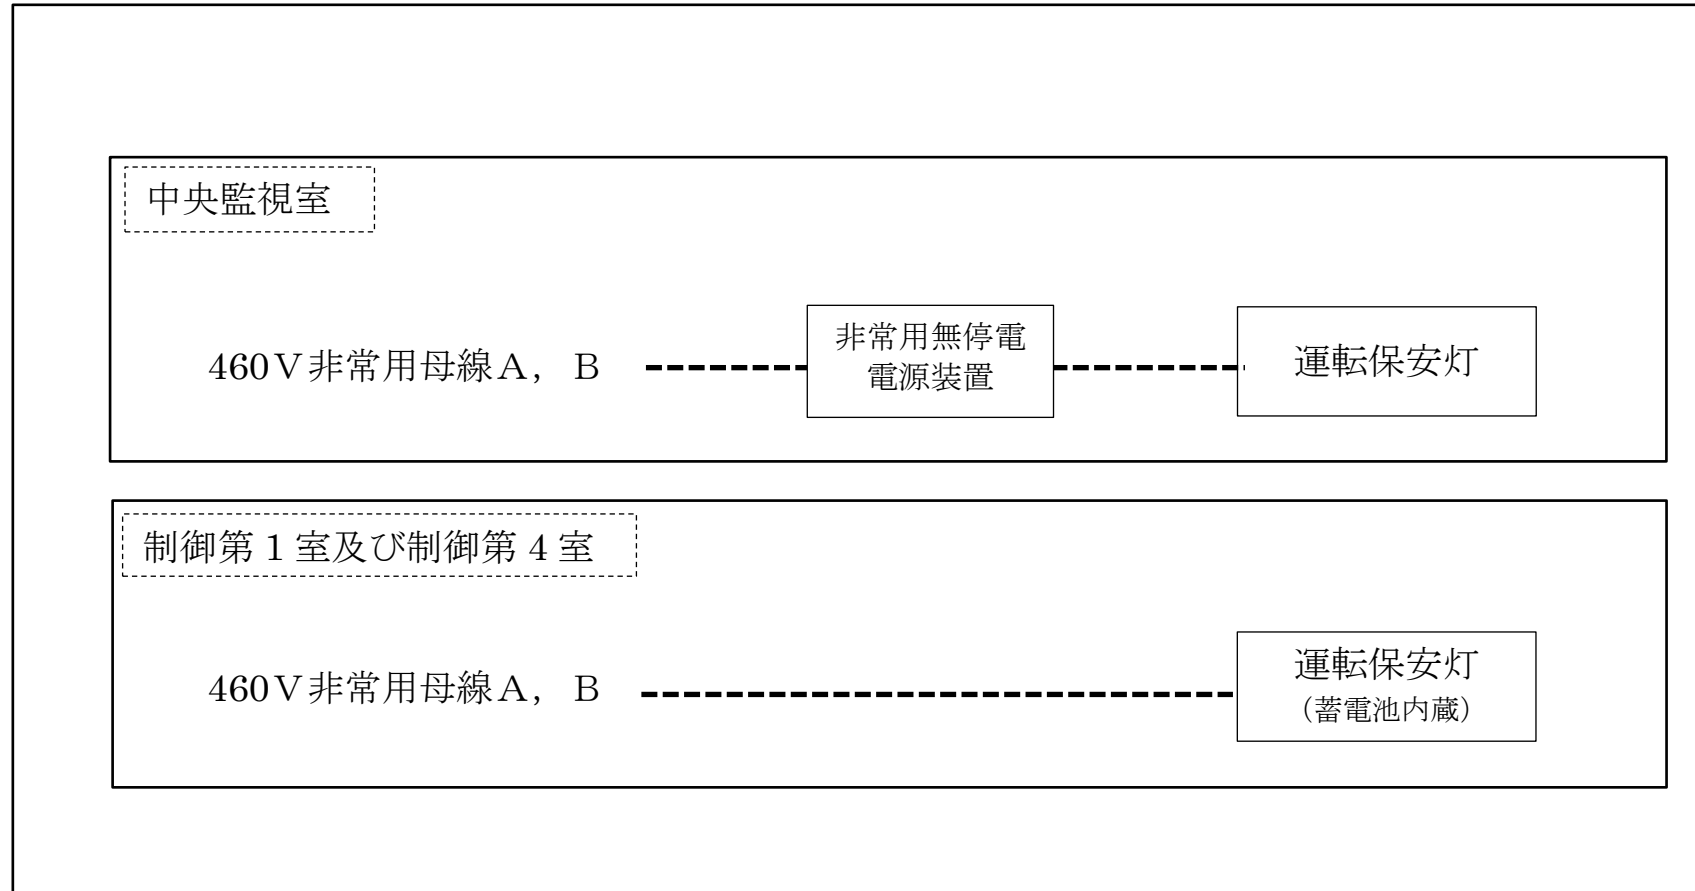 中央監視室
460Ｖ非常用母線Ａ，Ｂ
非常用無停電
電源装置
運転保安灯
制御第1室及び制御第4室
460Ｖ非常用母線Ａ，Ｂ
運転保安灯
（蓄電池内蔵）